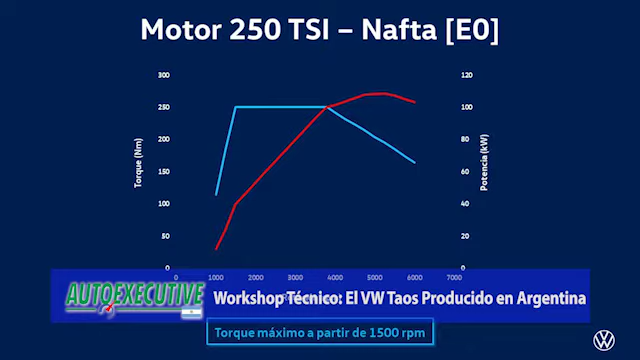 Motor 250 TSI – Nafta [E0]
300
250
200
150
100
50
0
Torque (Nm)
120
100
80
60
40
20
0
Potencia (kW)
0 1000 2000 3000 4000 5000 6000 7000
AUTOEXECUTIVE
Workshop Técnico: El VW Taos Producido en Argentina
Torque máximo a partir de 1500 rpm